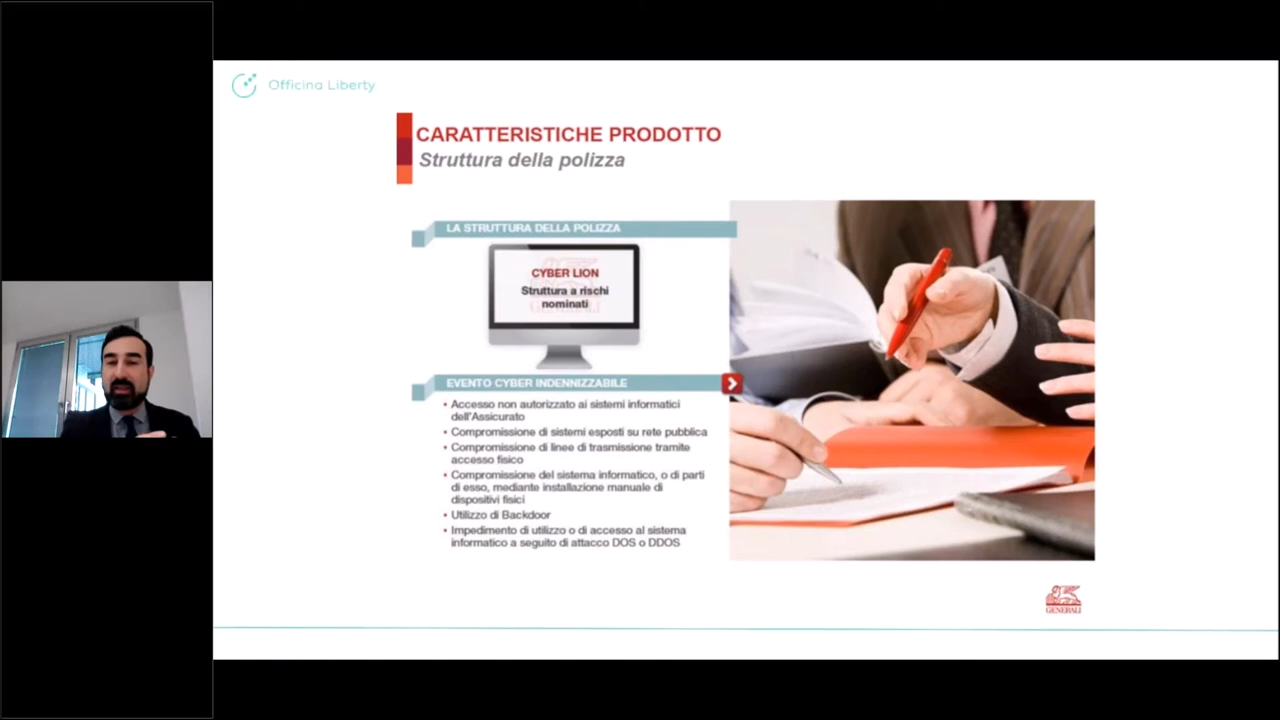 Officina Liberty
CARATTERISTICHE PRODOTTO
Struttura della polizza
LA STRUTTURA DELLA POLIZZA
CYBER LION
Struttura a rischi
nominati
EVENTO CYBER INDENNIZZABILE
• Accesso non autorizzato ai sistemi informatici
dell'Assicurato
• Compromissione di sistemi esposti su rete pubblica
• Compromissione di linee di trasmissione tramite
accesso fisico
• Compromissione del sistema informatico, o di parti
di esso, mediante installazione manuale di
dispositivi fisici
• Utilizzo di Backdoor
• Impedimento di utilizzo o di accesso al sistema
informatico a seguito di attacco DOS o DDOS
GENERALI